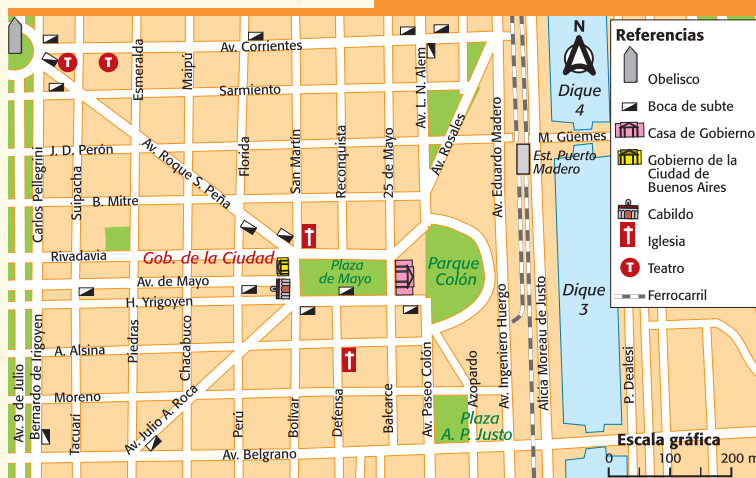 Av. Corrientes
Sarmiento
J. D. Perón
B. Mitre
Rivadavia
Av. de Mayo
H. Yrigoyen
A. Alsina
Moreno
Av. Belgrano
Av. Roque S. Peña
Av. Julio A. Roca
Esmeralda
Maipú
Florida
San Martín
Reconquista
25 de Mayo
Av. L. N. Alem
Av. Rosales
Av. Eduardo Madero
Carlos Pellegrini
Suipacha
Gob. de la Ciudad
Plaza
de Mayo
Parque
Colón
Plaza
A. P. Justo
M. Güemes
Est. Puerto
Madero
N
Dique
4
Dique
3
Av. 9 de Julio
Bernardo de Irigoyen
Tacuarí
Piedras
Chacabuco
Perú
Bolívar
Defensa
Balcarce
Av. Paseo Colón
Azopardo
Av. Ingeniero Huergo
Alicia Moreau de Justo
P. Dealesi
T
T
Referencias
Obelisco
Boca de subte
Casa de Gobierno
Gobierno de la
Ciudad de
Buenos Aires
Cabildo
Iglesia
T
Teatro
Ferrocarril
Escala gráfica
0 100 200 m